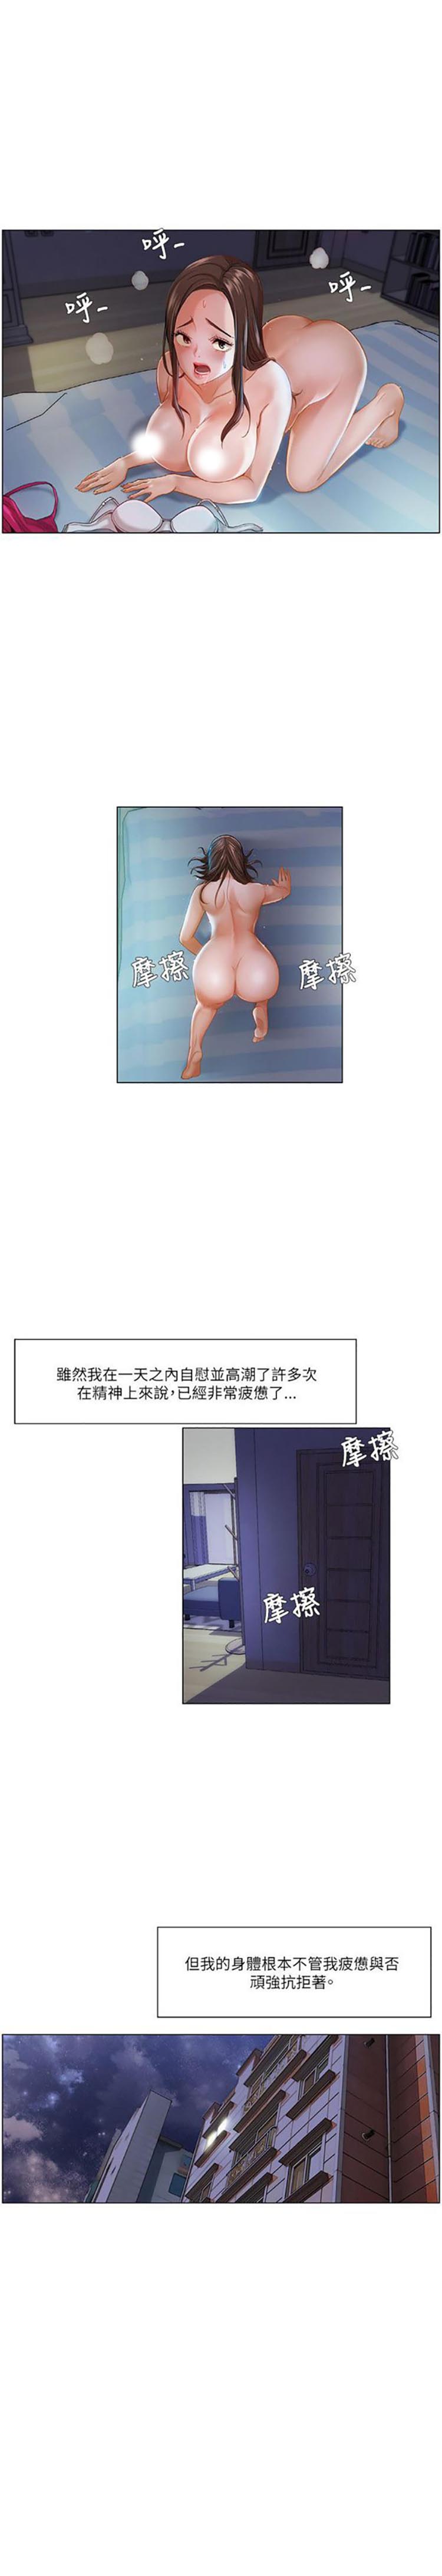 呼-
呼-
呼-
摩擦
摩擦
雖然我在一天之內自慰並高潮了許多次
在精神上來說,已經非常疲憊了...
摩擦
摩擦
但我的身體根本不管我疲憊與否
頑強抗拒著。